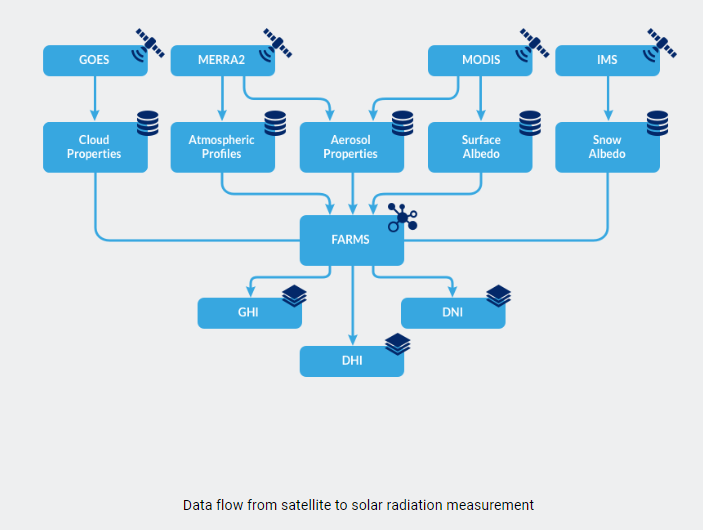 GOES
MERRA2
MODIS
IMS
Cloud
Properties
Atmospheric
Profiles
Aerosol
Properties
Surface
Albedo
Snow
Albedo
FARMS
GHI
DNI
DHI
Data flow from satellite to solar radiation measurement